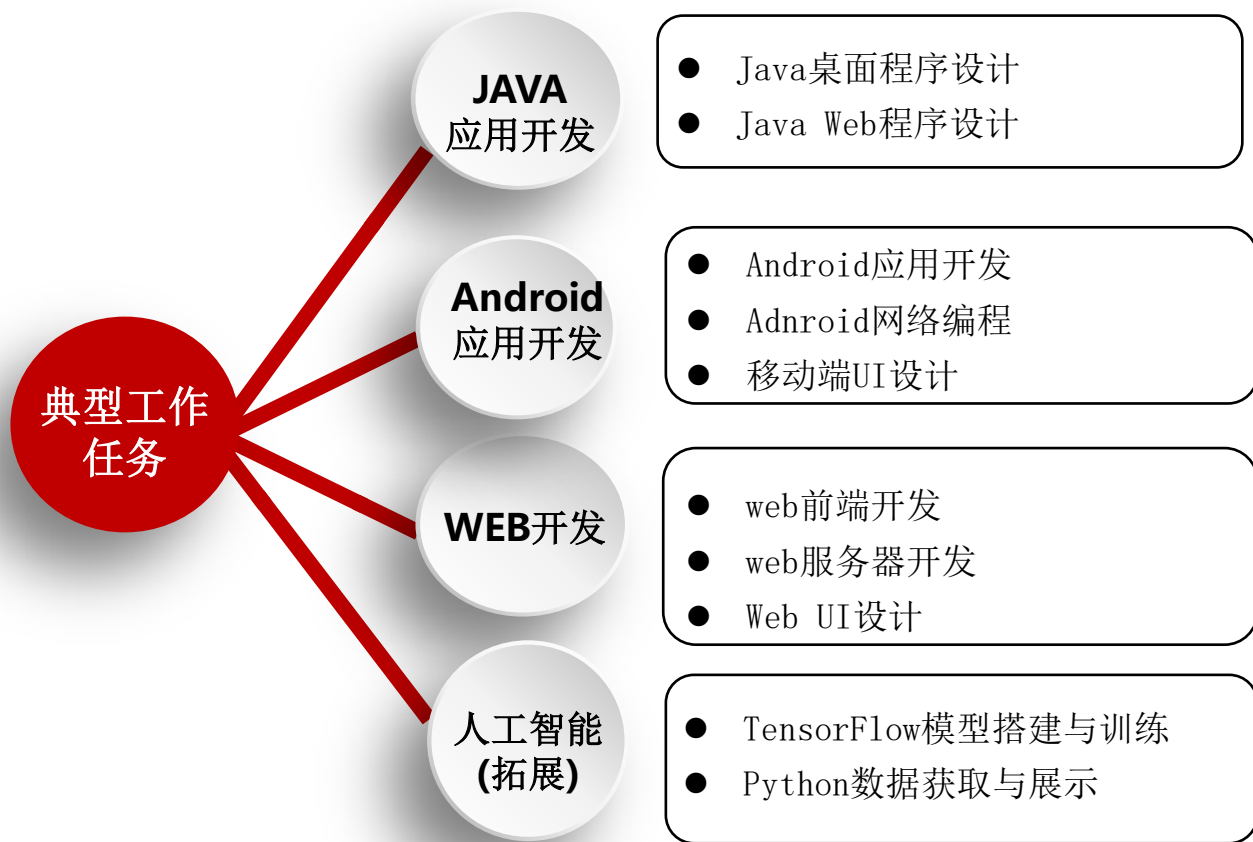 典型工作
任务
JAVA
应用开发
● Java桌面程序设计
● Java Web程序设计
Android
应用开发
● Android应用开发
● Adnroid网络编程
● 移动端UI设计
WEB开发
● web前端开发
● web服务器开发
● Web UI设计
人工智能
(拓展)
● TensorFlow模型搭建与训练
● Python数据获取与展示